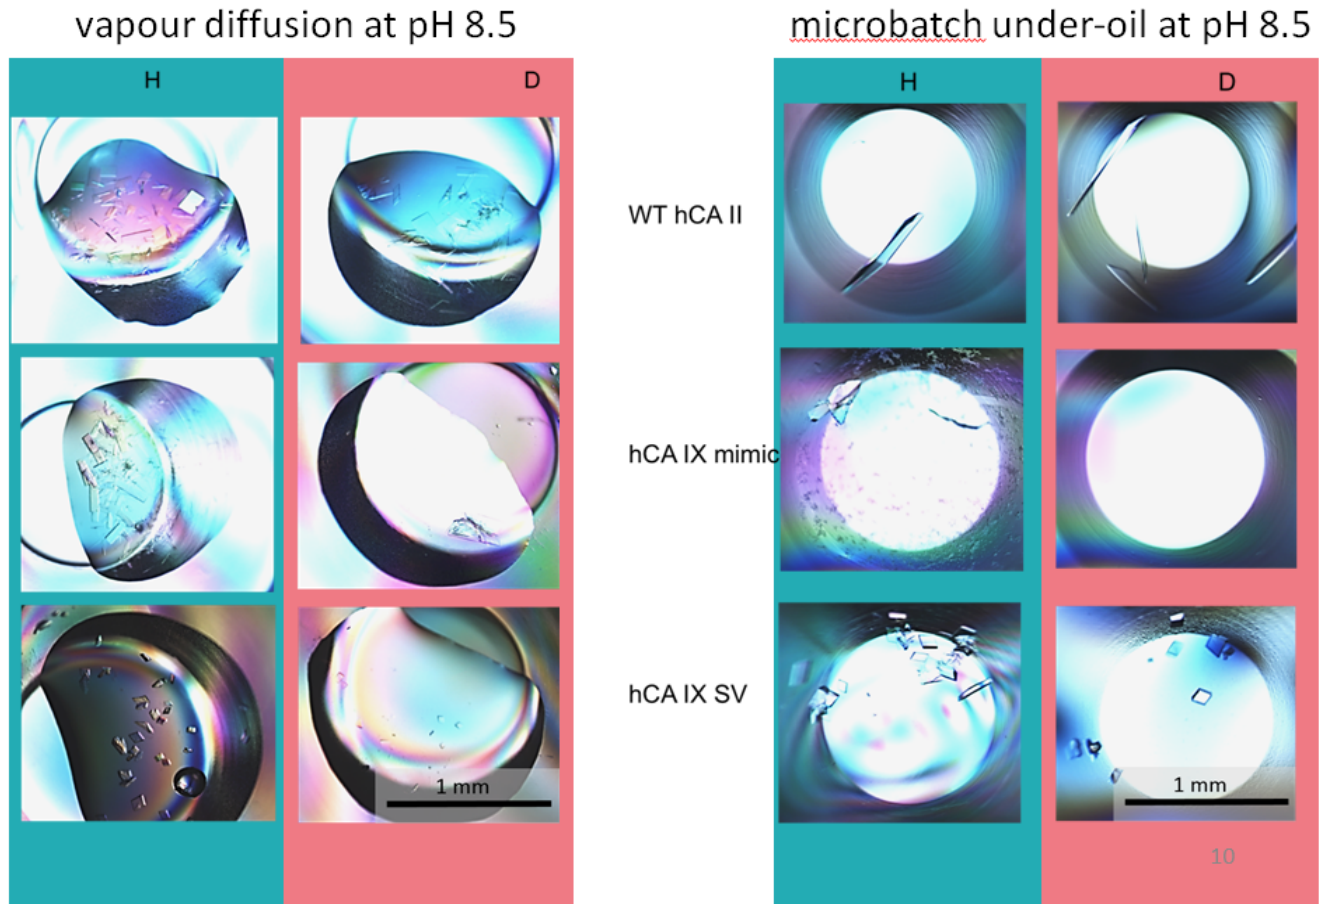 vapour diffusion at pH 8.5
microbatch under-oil at pH 8.5
H
D
H
D
WT hCA II
hCA IX mimic
hCA IX SV
1 mm
1 mm
10